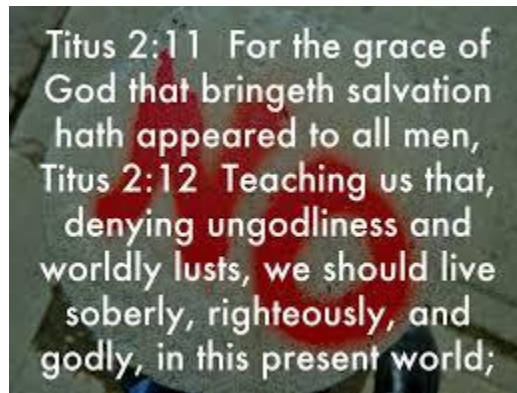 Titus 2:11 For the grace of
God that bringeth salvation
hath appeared to all men,
Titus 2:12 Teaching us that,
denying ungodliness and
worldly lusts, we should live
soberly, righteously, and
godly, in this present world;
NO